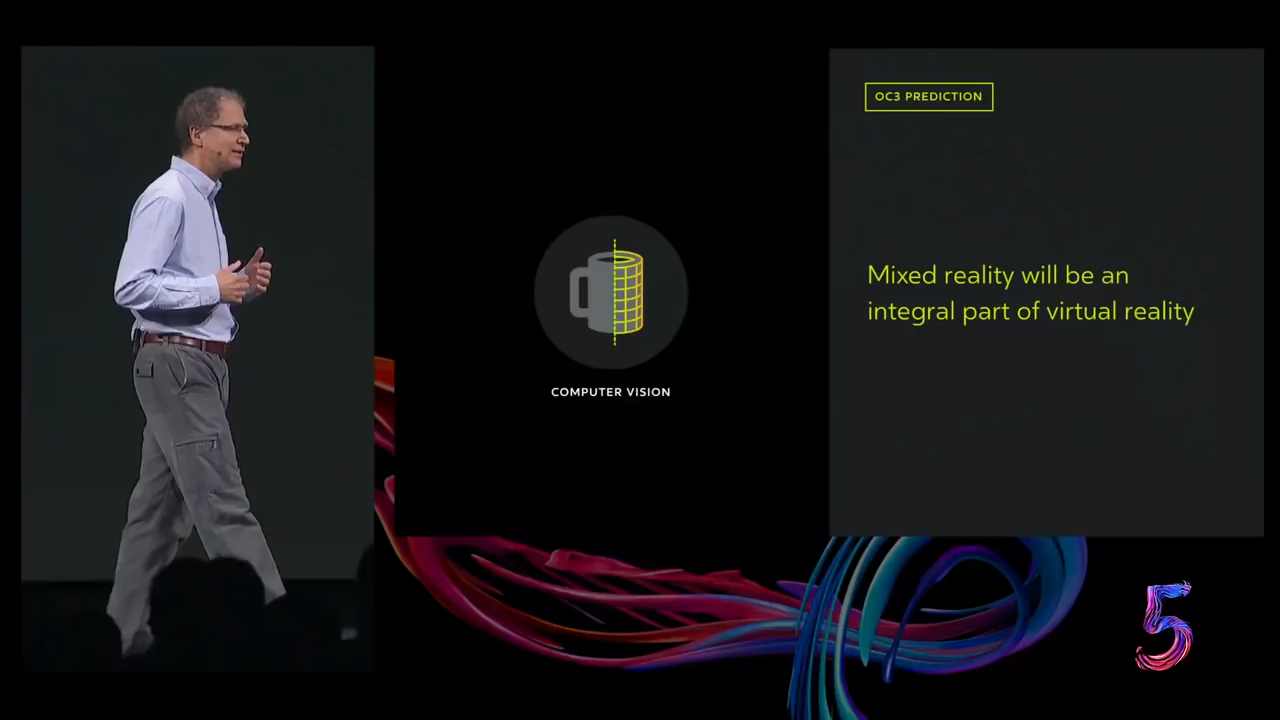 COMPUTER VISION
OC3 PREDICTION
Mixed reality will be an
integral part of virtual reality
5